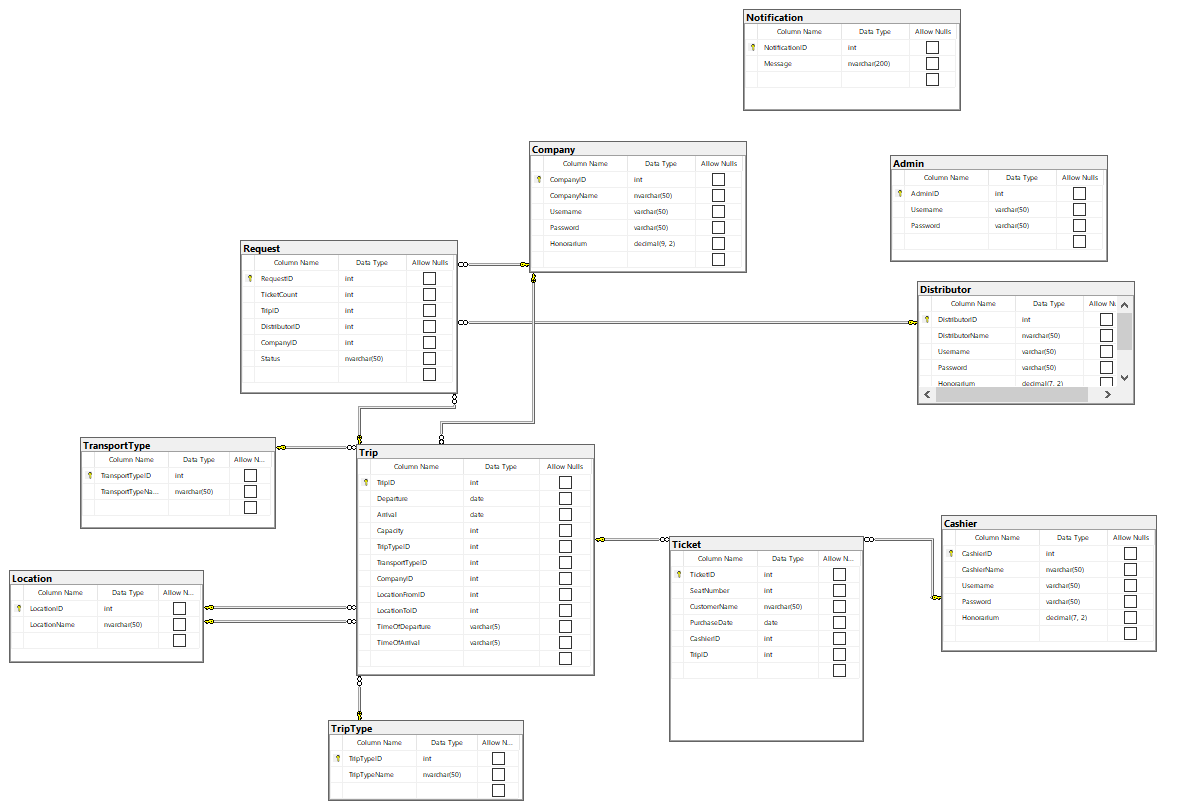 Notification
Column Name Data Type Allow Nulls
NotificationID int
Message nvarchar(200)
Company
Column Name Data Type Allow Nulls
CompanyID int
CompanyName nvarchar(50)
Username varchar(50)
Password varchar(50)
Honorarium decimal(9, 2)
Admin
Column Name Data Type Allow Nulls
AdminID int
Username varchar(50)
Password varchar(50)
Request
Column Name Data Type Allow Nulls
RequestID int
TicketCount int
TripID int
DistributorID int
CompanyID int
Status nvarchar(50)
Distributor
Column Name Data Type Allow Nu
DistributorID int
DistributorName nvarchar(50)
Username varchar(50)
Password varchar(50)
Honorarium decimal(7, 2)
TransportType
Column Name Data Type Allow N...
TransportTypeID int
TransportTypeNa... nvarchar(50)
Trip
Column Name Data Type Allow Nulls
TripID int
Departure date
Arrival date
Capacity int
TripTypeID int
TransportTypeID int
CompanyID int
LocationFromID int
LocationToID int
TimeOfDeparture varchar(5)
TimeOfArrival varchar(5)
Ticket
Column Name Data Type Allow N...
TicketID int
SeatNumber int
CustomerName nvarchar(50)
PurchaseDate date
CashierID int
TripID int
Cashier
Column Name Data Type Allow Nulls
CashierID int
CashierName nvarchar(50)
Username varchar(50)
Password varchar(50)
Honorarium decimal(7, 2)
Location
Column Name Data Type Allow N...
LocationID int
LocationName nvarchar(50)
TripType
Column Name Data Type Allow N...
TripTypeID int
TripTypeName nvarchar(50)